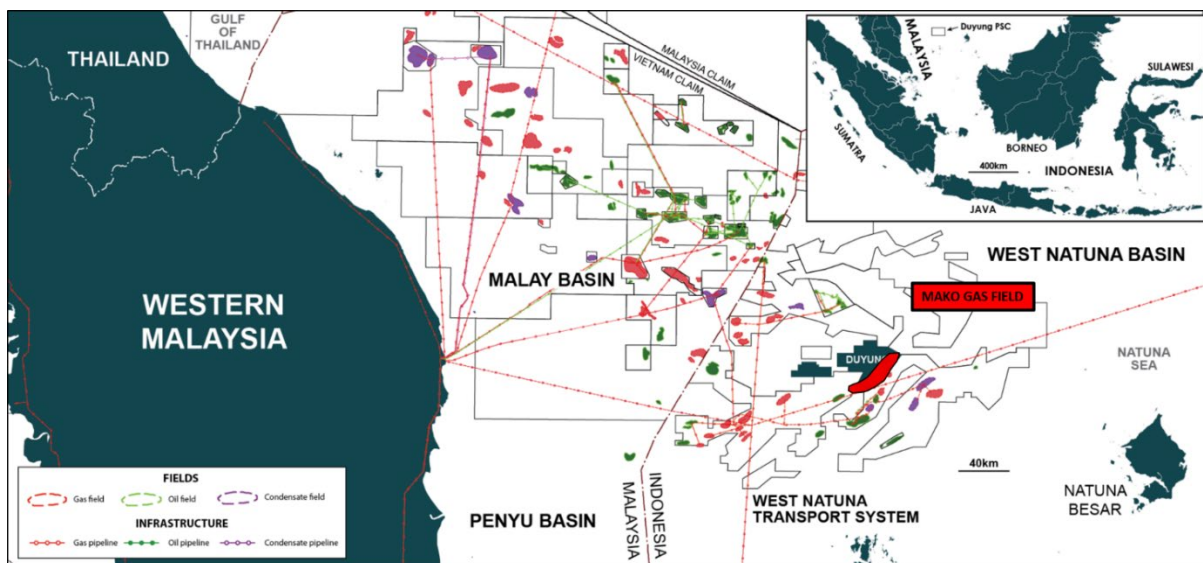 GULF
OF
THAILAND
THAILAND
MALAYSIA CLAIM
VIETNAM CLAIM
Duyung PSC
MALAYSIA
SULAWESI
SUMATRA
BORNEO
400km
INDONESIA
JAVA
WESTERN
MALAYSIA
MALAY BASIN
WEST NATUNA BASIN
MAKO GAS FIELD
DUYUNG
NATUNA
SEA
40km
NATUNA
BESAR
WEST NATUNA
TRANSPORT SYSTEM
PENYU BASIN
MALAYSIA
INDONESIA
FIELDS
Gas field
Oil field
Condensate field
INFRASTRUCTURE
Gas pipeline
Oil pipeline
Condensate pipeline